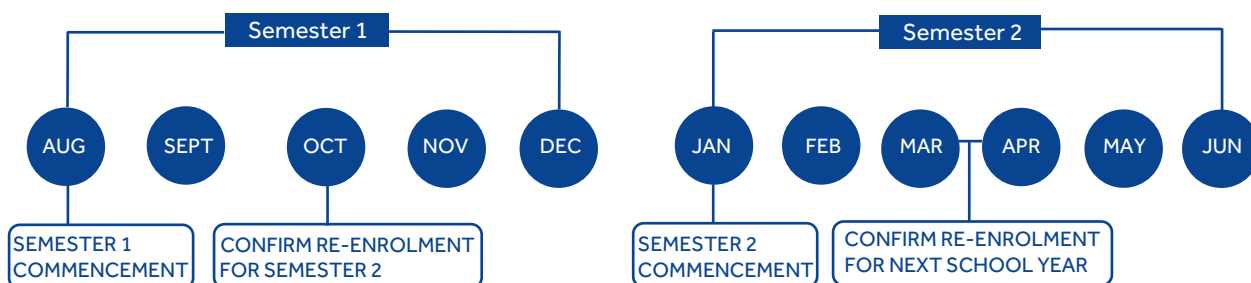 Semester 1
AUG
SEPT
OCT
NOV
DEC
SEMESTER 1
COMMENCEMENT
CONFIRM RE-ENROLMENT
FOR SEMESTER 2
Semester 2
JAN
FEB
MAR
APR
MAY
JUN
SEMESTER 2
COMMENCEMENT
CONFIRM RE-ENROLMENT
FOR NEXT SCHOOL YEAR